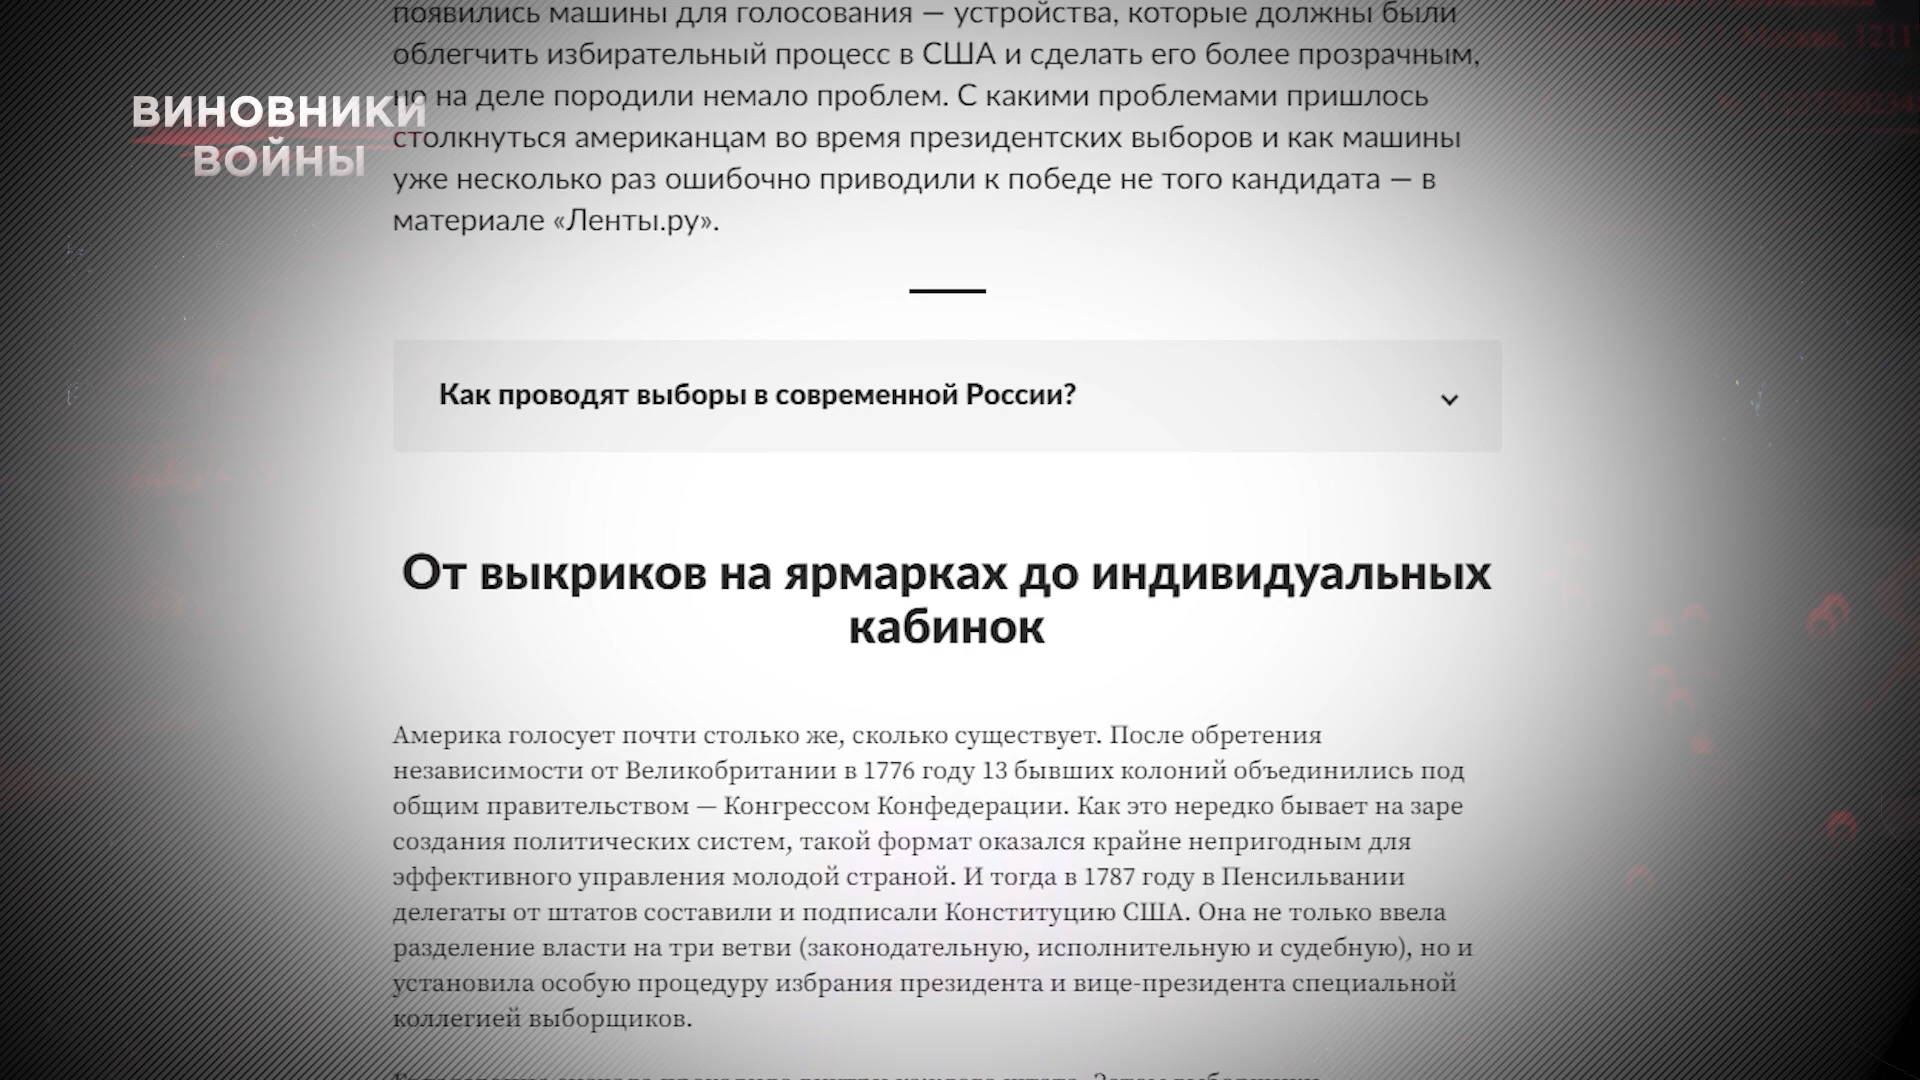 появились машины для голосования — устройства, которые должны были
облегчить избирательный процесс в США и сделать его более прозрачным,
но на деле породили немало проблем. С какими проблемами пришлось
столкнуться американцам во время президентских выборов и как машины
уже несколько раз ошибочно приводили к победе не того кандидата — в
материале «Ленты.ру».
ВИНОВНИКИ
ВОЙНЫ
Как проводят выборы в современной России?
От выкриков на ярмарках до индивидуальных
кабинок
Америка голосует почти столько же, сколько существует. После обретения
независимости от Великобритании в 1776 году 13 бывших колоний объединились под
общим правительством — Конгрессом Конфедерации. Как это нередко бывает на заре
создания политических систем, такой формат оказался крайне непригодным для
эффективного управления молодой страной. И тогда в 1787 году в Пенсильвании
делегаты от штатов составили и подписали Конституцию США. Она не только ввела
разделение власти на три ветви (законодательную, исполнительную и судебную), но и
установила особую процедуру избрания президента и вице-президента специальной
коллегией выборщиков.